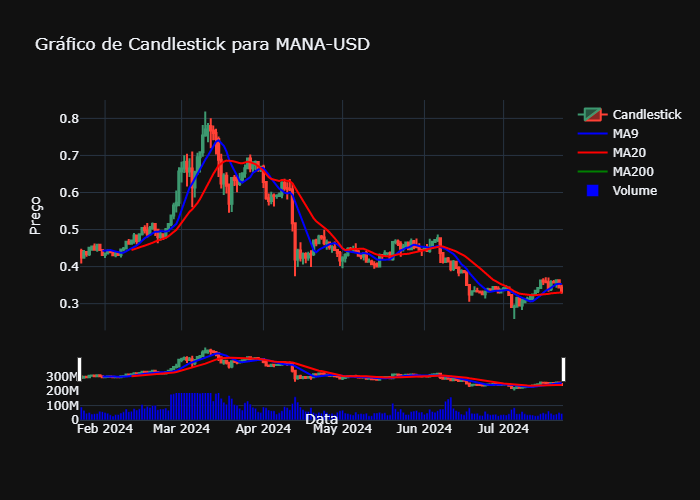 Gráfico de Candlestick para MANA-USD
Candlestick
MA9
MA20
MA200
Volume
Preço
0.8
0.7
0.6
0.5
0.4
0.3
300M
200M
100M
0
Feb 2024
Mar 2024
Apr 2024
May 2024
Jun 2024
Jul 2024
Data